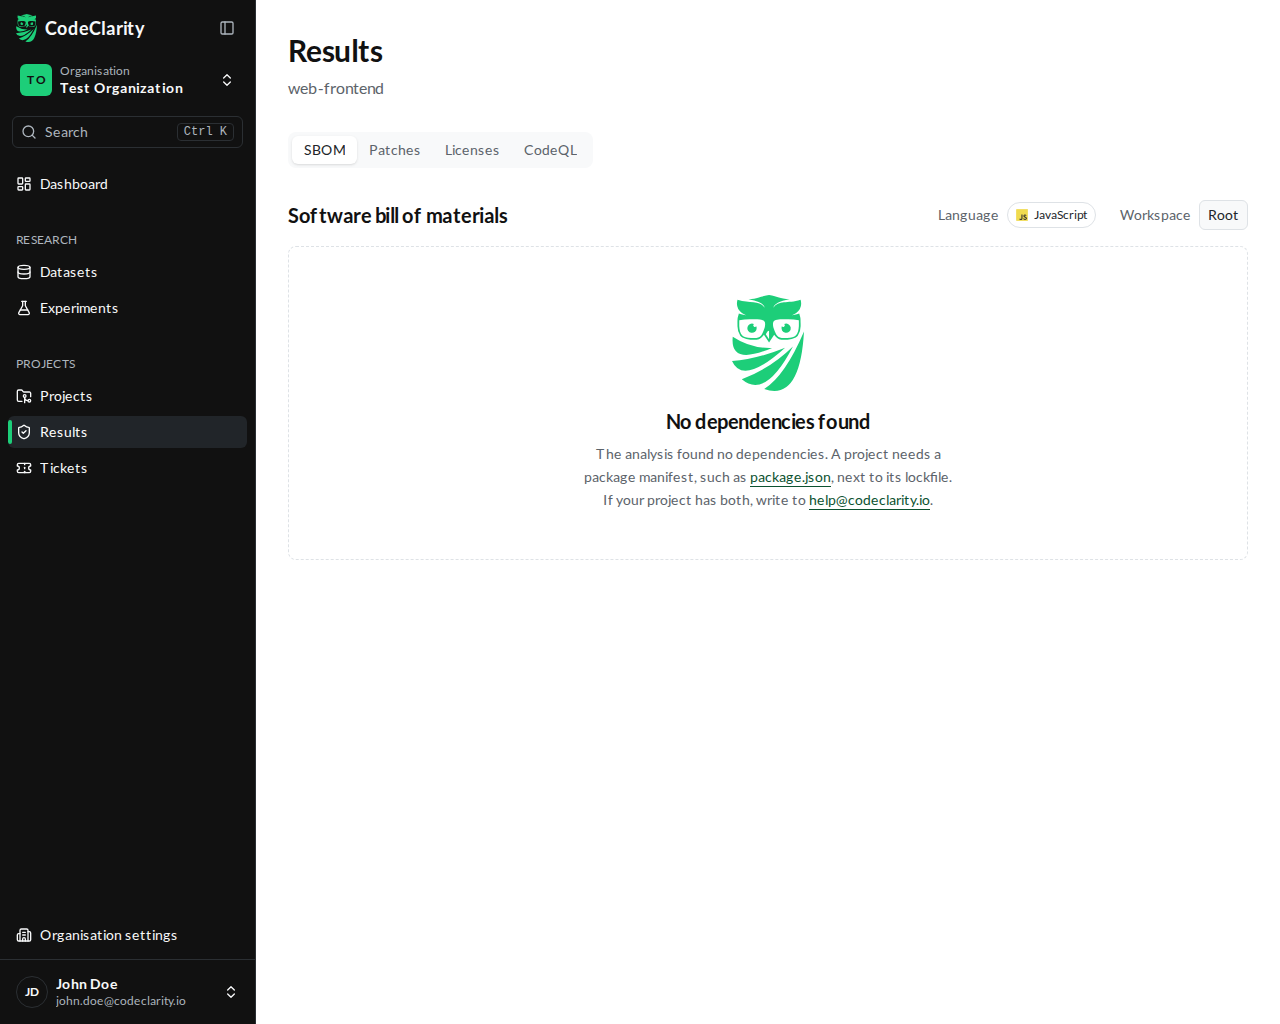 CodeClarity
TO
Organisation
Test Organization
Search
Ctrl K
Dashboard
RESEARCH
Datasets
Experiments
PROJECTS
Projects
Results
Tickets
Organisation settings
JD
John Doe
john.doe@codeclarity.io
Results
web-frontend
SBOM
Patches
Licenses
CodeQL
Software bill of materials
Language
JS
JavaScript
Workspace
Root
No dependencies found
The analysis found no dependencies. A project needs a
package manifest, such as package.json, next to its lockfile.
If your project has both, write to help@codeclarity.io.